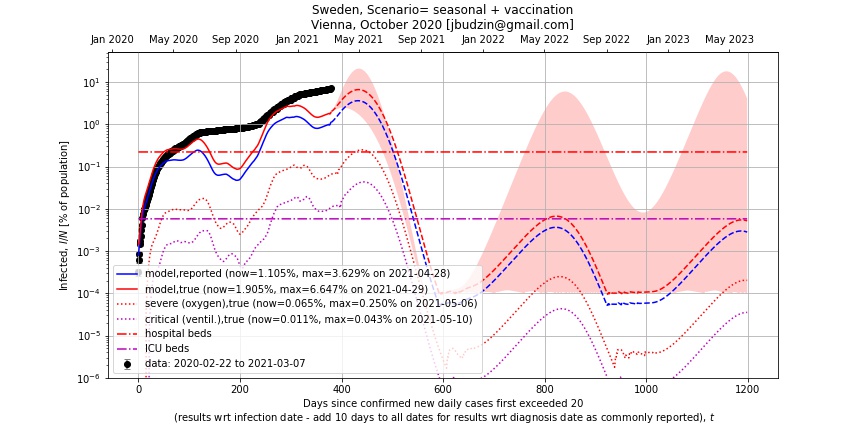 Sweden, Scenario= seasonal + vaccination
Vienna, October 2020 [jbudzin@gmail.com]
Jan 2020 May 2020 Sep 2020 Jan 2021 May 2021 Sep 2021 Jan 2022 May 2022 Sep 2022 Jan 2023 May 2023
Infected, I/N [% of population]
10¹
10⁰
10⁻¹
10⁻²
10⁻³
10⁻⁴
10⁻⁵
10⁻⁶
model,reported (now=1.105%, max=3.629% on 2021-04-28)
model,true (now=1.905%, max=6.647% on 2021-04-29)
severe (oxygen),true (now=0.065%, max=0.250% on 2021-05-06)
critical (ventil.),true (now=0.011%, max=0.043% on 2021-05-10)
hospital beds
ICU beds
data: 2020-02-22 to 2021-03-07
0 200 400 600 800 1000 1200
Days since confirmed new daily cases first exceeded 20
(results wrt infection date - add 10 days to all dates for results wrt diagnosis date as commonly reported), t